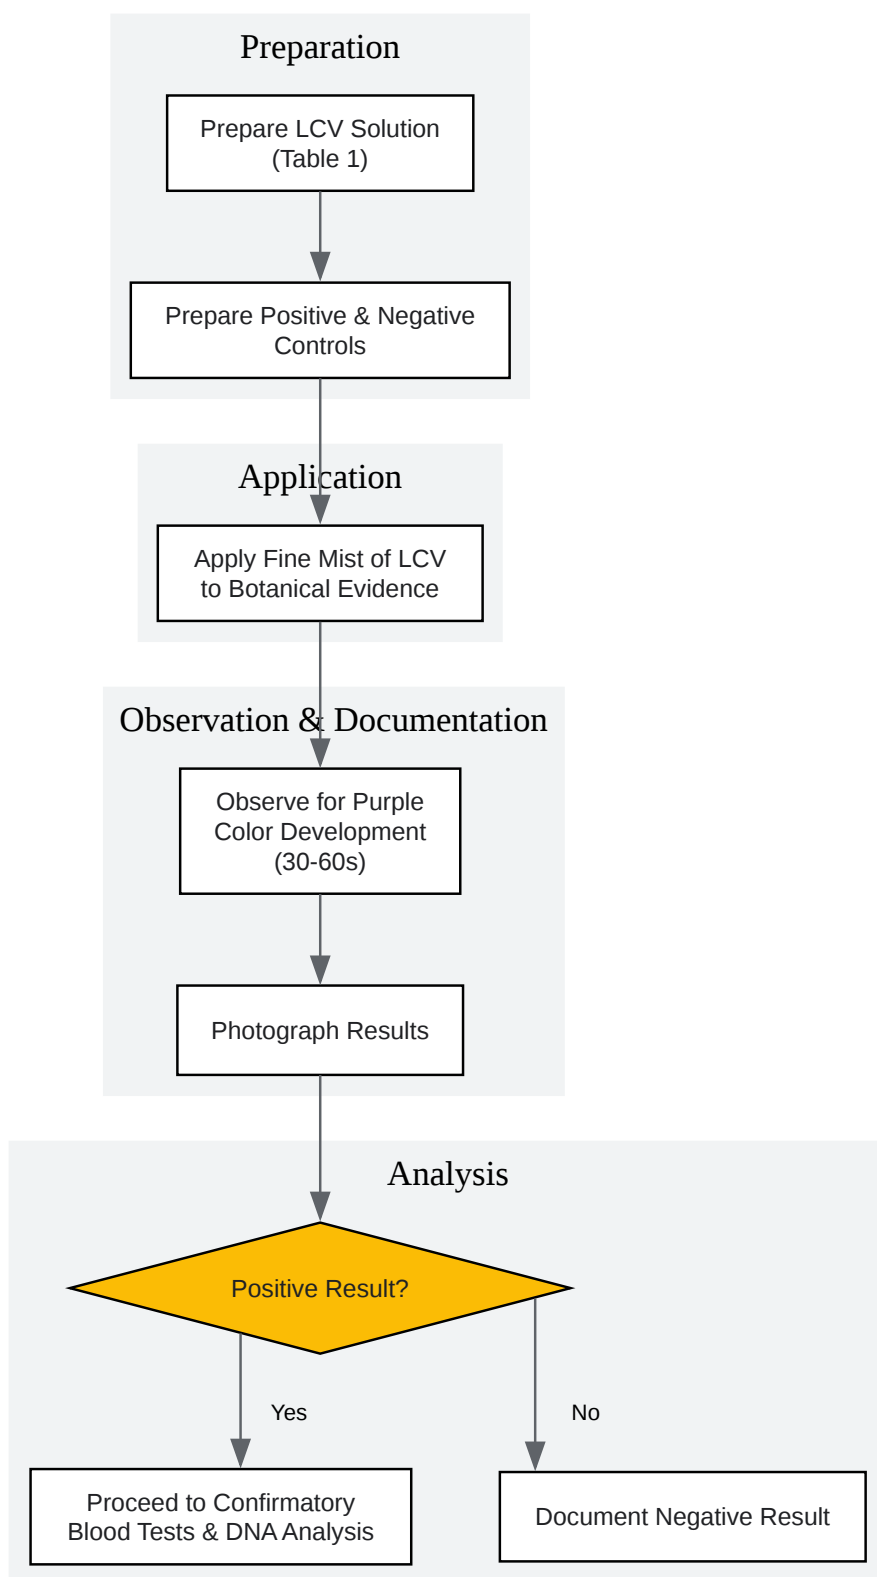 Preparation
Prepare LCV Solution
(Table 1)
Prepare Positive & Negative
Controls
Application
Apply Fine Mist of LCV
to Botanical Evidence
Observation & Documentation
Observe for Purple
Color Development
(30-60s)
Photograph Results
Analysis
Positive Result?
Yes
No
Proceed to Confirmatory
Blood Tests & DNA Analysis
Document Negative Result